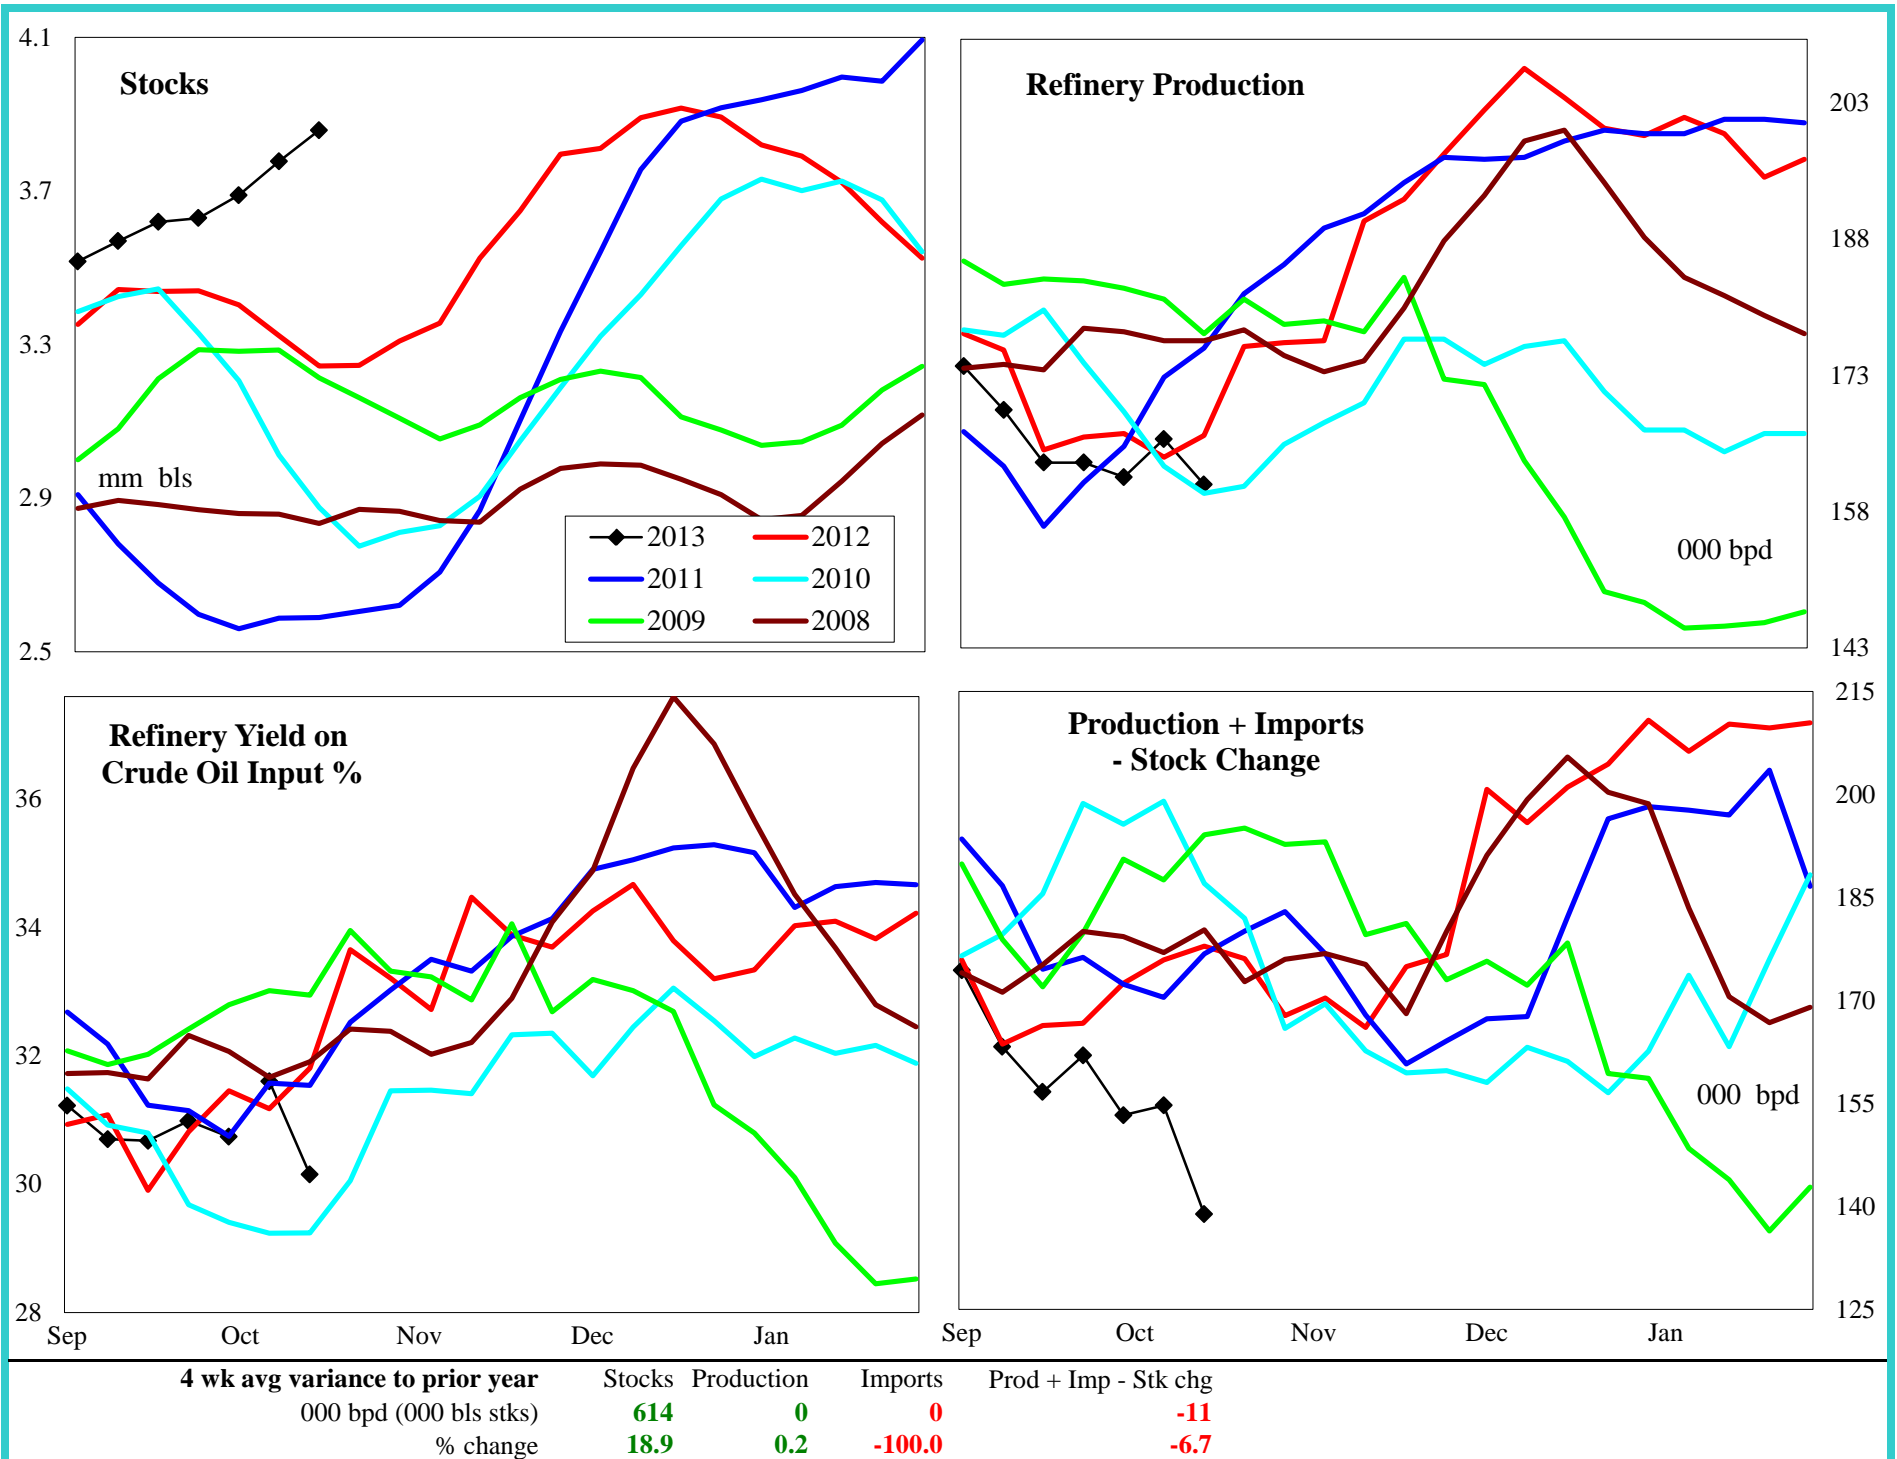 Stocks
4.1
3.7
3.3
2.9
2.5
mm bls
2013
2012
2011
2010
2009
2008
Refinery Production
203
188
173
158
143
000 bpd
Refinery Yield on
Crude Oil Input %
36
34
32
30
28
Sep Oct Nov Dec Jan
Production + Imports
- Stock Change
215
200
185
170
155
140
125
000 bpd
Sep Oct Nov Dec Jan
4 wk avg variance to prior year Stocks Production Imports Prod + Imp - Stk chg
000 bpd (000 bls stks) 614 0 0 -11
% change 18.9 0.2 -100.0 -6.7